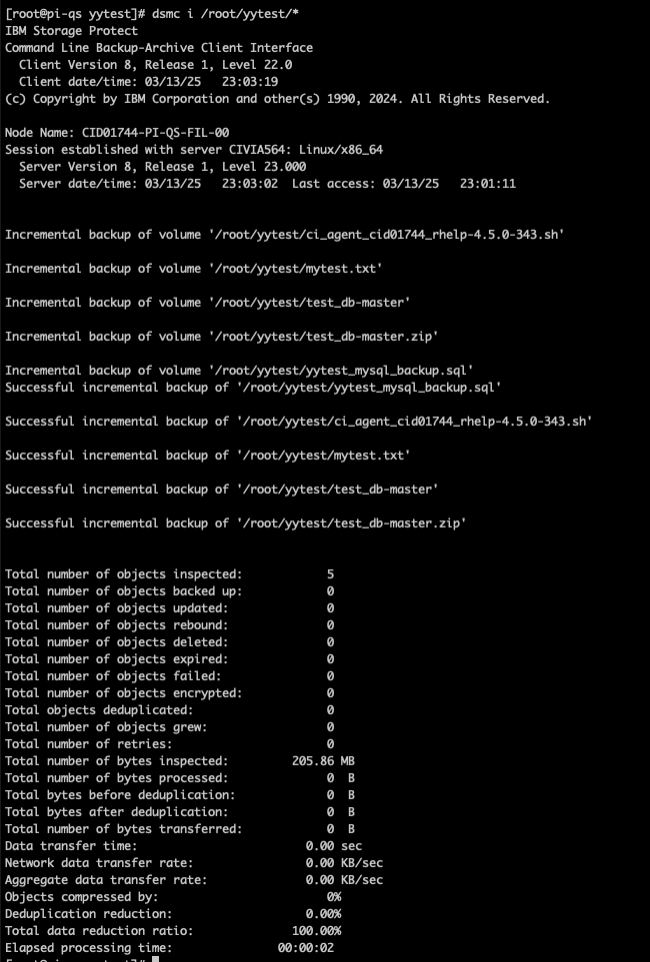 [root@pi-qs yytest]# dsmc i /root/yytest/*
IBM Storage Protect
Command Line Backup-Archive Client Interface
Client Version 8, Release 1, Level 22.0
Client date/time: 03/13/25 23:03:19
(c) Copyright by IBM Corporation and other(s) 1990, 2024. All Rights Reserved.
Node Name: CID01744-PI-QS-FIL-00
Session established with server CIVIA564: Linux/x86_64
Server Version 8, Release 1, Level 23.000
Server date/time: 03/13/25 23:03:02 Last access: 03/13/25 23:01:11
Incremental backup of volume '/root/yytest/ci_agent_cid01744_rhelp-4.5.0-343.sh'
Incremental backup of volume '/root/yytest/mytest.txt'
Incremental backup of volume '/root/yytest/test_db-master'
Incremental backup of volume '/root/yytest/test_db-master.zip'
Incremental backup of volume '/root/yytest/yytest_mysql_backup.sql'
Successful incremental backup of '/root/yytest/yytest_mysql_backup.sql'
Successful incremental backup of '/root/yytest/ci_agent_cid01744_rhelp-4.5.0-343.sh'
Successful incremental backup of '/root/yytest/mytest.txt'
Successful incremental backup of '/root/yytest/test_db-master'
Successful incremental backup of '/root/yytest/test_db-master.zip'
Total number of objects inspected: 5
Total number of objects backed up: 0
Total number of objects updated: 0
Total number of objects rebound: 0
Total number of objects deleted: 0
Total number of objects expired: 0
Total number of objects failed: 0
Total number of objects encrypted: 0
Total objects deduplicated: 0
Total number of objects grew: 0
Total number of retries: 0
Total number of bytes inspected: 205.86 MB
Total number of bytes processed: 0 B
Total bytes before deduplication: 0 B
Total bytes after deduplication: 0 B
Total number of bytes transferred: 0 B
Data transfer time: 0.00 sec
Network data transfer rate: 0.00 KB/sec
Aggregate data transfer rate: 0.00 KB/sec
Objects compressed by: 0%
Deduplication reduction: 0.00%
Total data reduction ratio: 100.00%
Elapsed processing time: 00:00:02